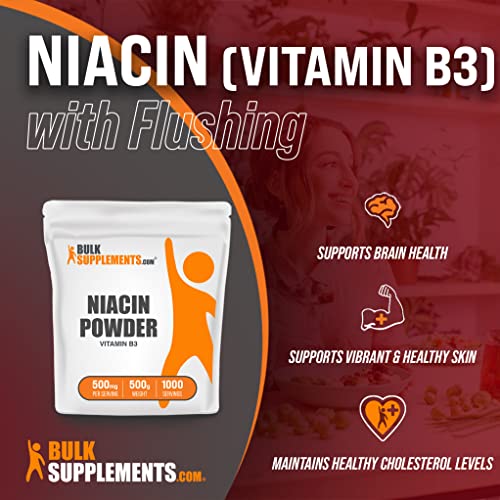 NIACIN (VITAMIN B3)
with Flushing
BULK
SUPPLEMENTS.COM®
NIACIN
POWDER
VITAMIN B3
500mg
PER SERVING
500g
WEIGHT
1000
SERVINGS
SUPPORTS BRAIN HEALTH
SUPPORTS VIBRANT & HEALTHY SKIN
MAINTAINS HEALTHY CHOLESTEROL LEVELS
BULK
SUPPLEMENTS.COM®